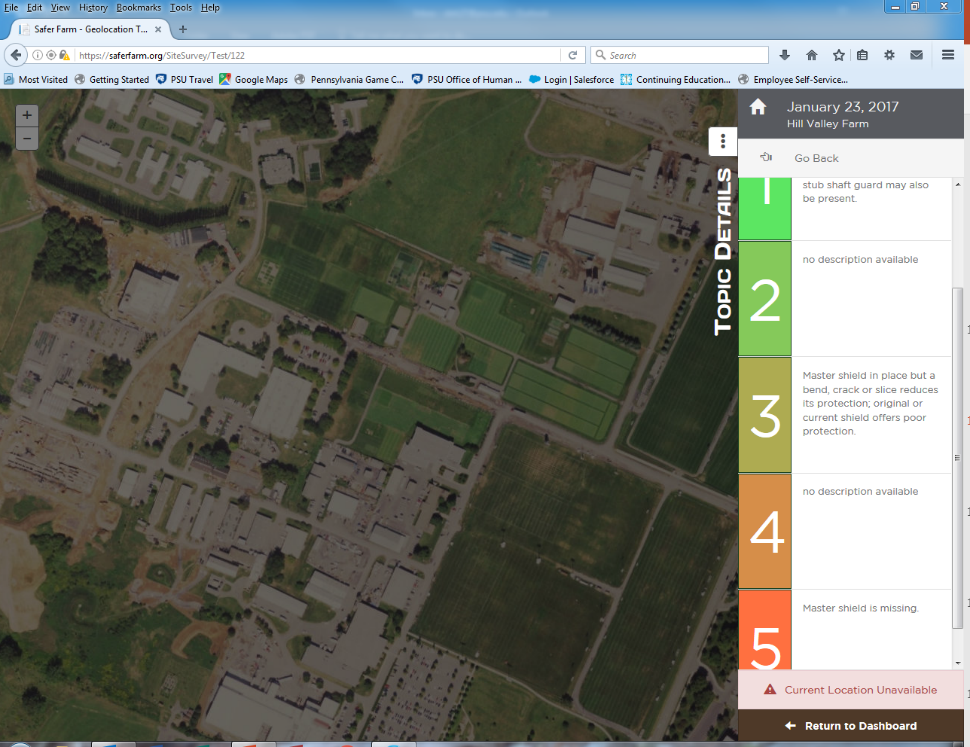 File Edit View History Bookmarks Tools Help
Safer Farm - Geolocation T... × +
https://saferfarm.org/SiteSurvey/Test/122 Search
Most Visited Getting Started PSU Travel Google Maps Pennsylvania Game C... PSU Office of Human ... Login | Salesforce Continuing Education... Employee Self-Service...
+
−
TOPIC DETAILS
January 23, 2017
Hill Valley Farm
Go Back
1
stub shaft guard may also
be present.
2
no description available
3
Master shield in place but a
bend, crack or slice reduces
its protection; original or
current shield offers poor
protection.
4
no description available
5
Master shield is missing.
Current Location Unavailable
Return to Dashboard